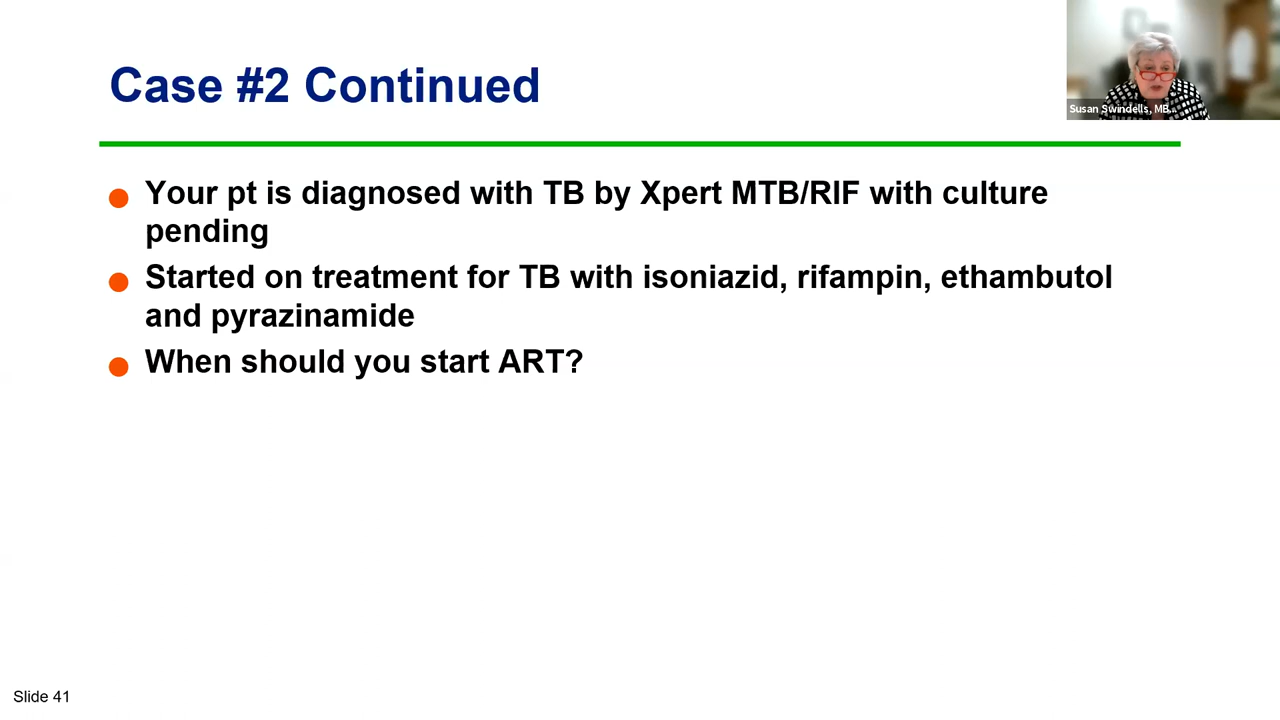 Case #2 Continued
Susan Swindells, MB...
Your pt is diagnosed with TB by Xpert MTB/RIF with culture
pending
Started on treatment for TB with isoniazid, rifampin, ethambutol
and pyrazinamide
When should you start ART?
Slide 41